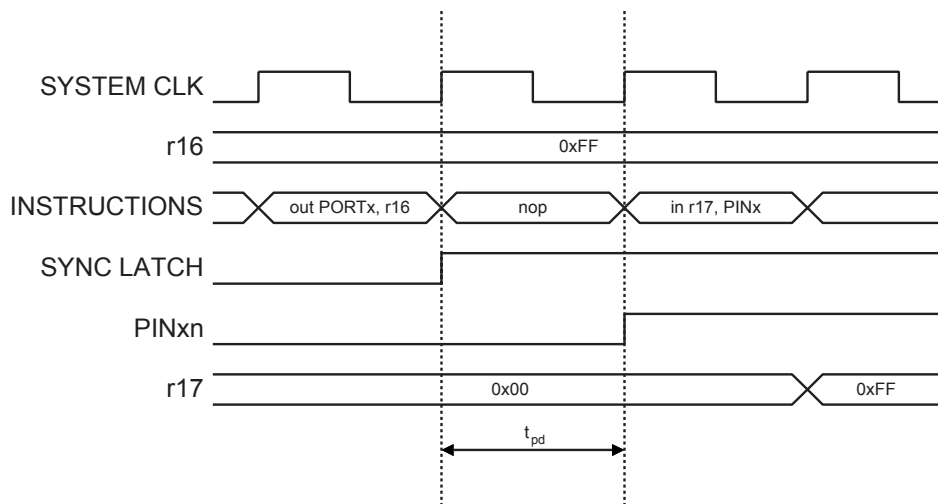 SYSTEM CLK
r16
0xFF
INSTRUCTIONS
out PORTx, r16
nop
in r17, PINx
SYNC LATCH
PINxn
r17
0x00
0xFF
tpd